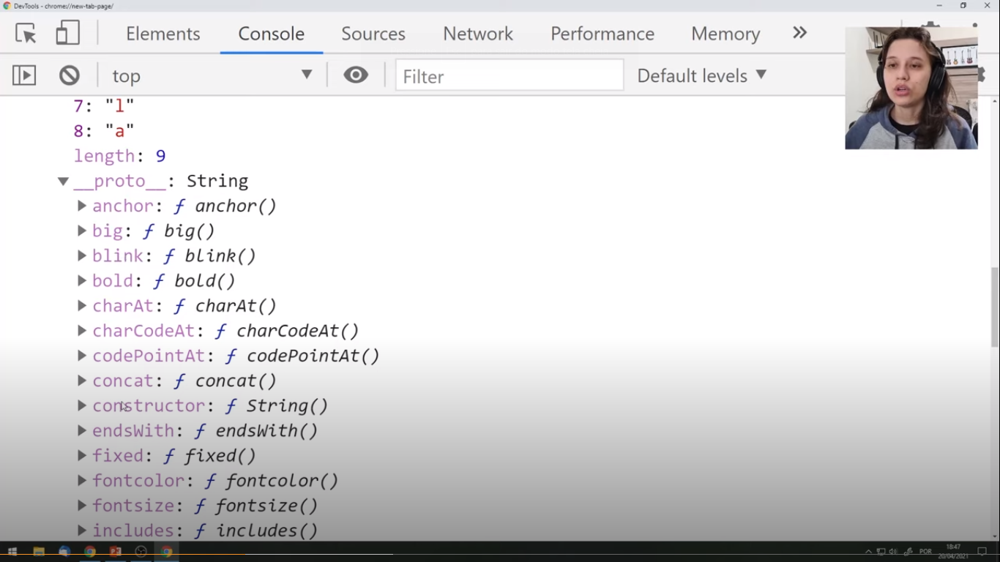 DevTools - chrome://new-tab-page/
Elements Console Sources Network Performance Memory »
top Filter Default levels
7: "l"
8: "a"
length: 9
__proto__: String
anchor: ƒ anchor()
big: ƒ big()
blink: ƒ blink()
bold: ƒ bold()
charAt: ƒ charAt()
charCodeAt: ƒ charCodeAt()
codePointAt: ƒ codePointAt()
concat: ƒ concat()
constructor: ƒ String()
endsWith: ƒ endsWith()
fixed: ƒ fixed()
fontcolor: ƒ fontcolor()
fontsize: ƒ fontsize()
includes: ƒ includes()
POR 18:47
20/04/2021